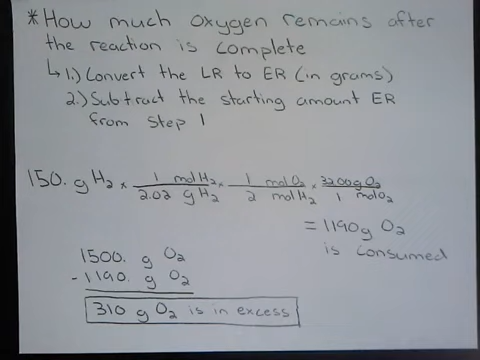 *How much oxygen remains after
the reaction is complete
↳ 1.) Convert the LR to ER (in grams)
2.) Subtract the starting amount ER
from Step 1
150. g H₂ × 1 mol H₂ / 2.02 g H₂ × 1 mol O₂ / 2 mol H₂ × 32.00 g O₂ / 1 mol O₂
= 1190 g O₂
is consumed
1500. g O₂
- 1190. g O₂
310 g O₂ is in excess